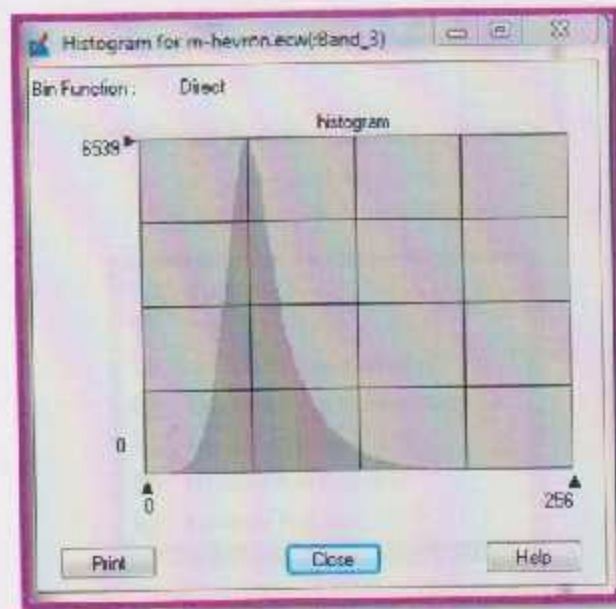 Histogram for m-hevron.ecw(:Band_3)
Bin Function : Direct
histogram
6539
0
0 256
Print Close Help